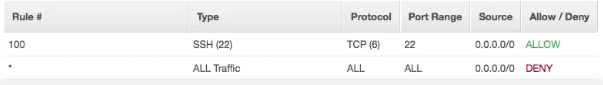 Rule # Type Protocol Port Range Source Allow / Deny
100 SSH (22) TCP (6) 22 0.0.0.0/0 ALLOW
* ALL Traffic ALL ALL 0.0.0.0/0 DENY